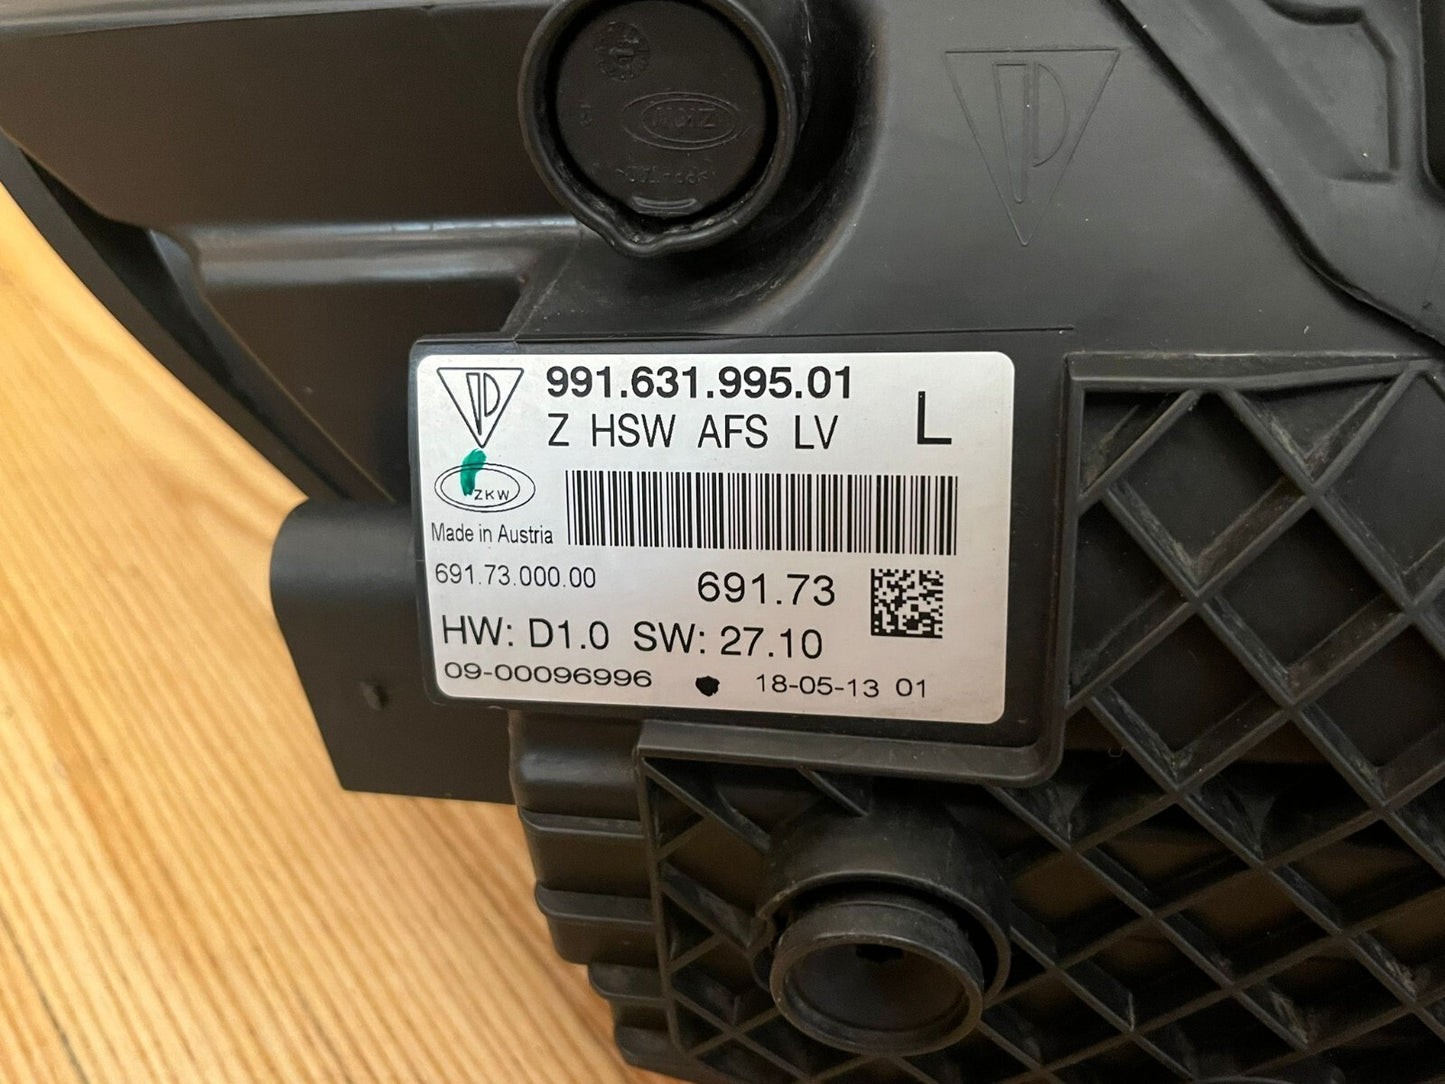 991.631.995.01
Z HSW AFS LV
L
ZKW
Made in Austria
691.73.000.00
691.73
HW: D1.0 SW: 27.10
09-00096996
18-05-13 01